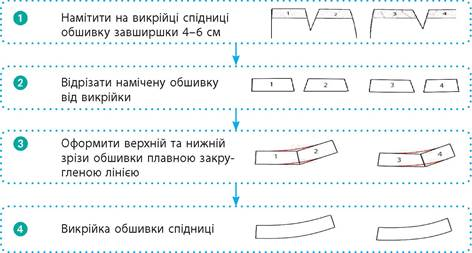 1 Намітити на викрійці спідниці
обшивку завширшки 4–6 см
1 2 3 4
2 Відрізати намічену обшивку
від викрійки
1 2 3 4
3 Оформити верхній та нижній
зрізи обшивки плавною закру-
гленою лінією
1 2 3 4
4 Викрійка обшивки спідниці